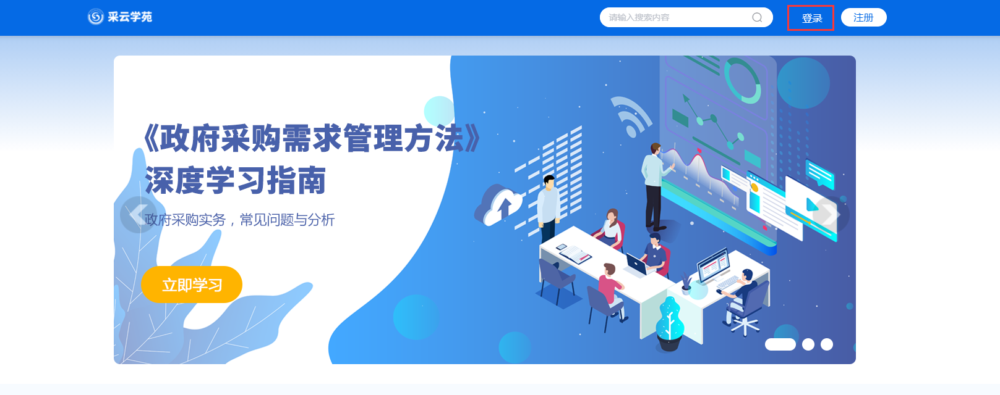 采云学苑
请输入搜索内容
登录
注册
《政府采购需求管理方法》
深度学习指南
政府采购实务，常见问题与分析
立即学习